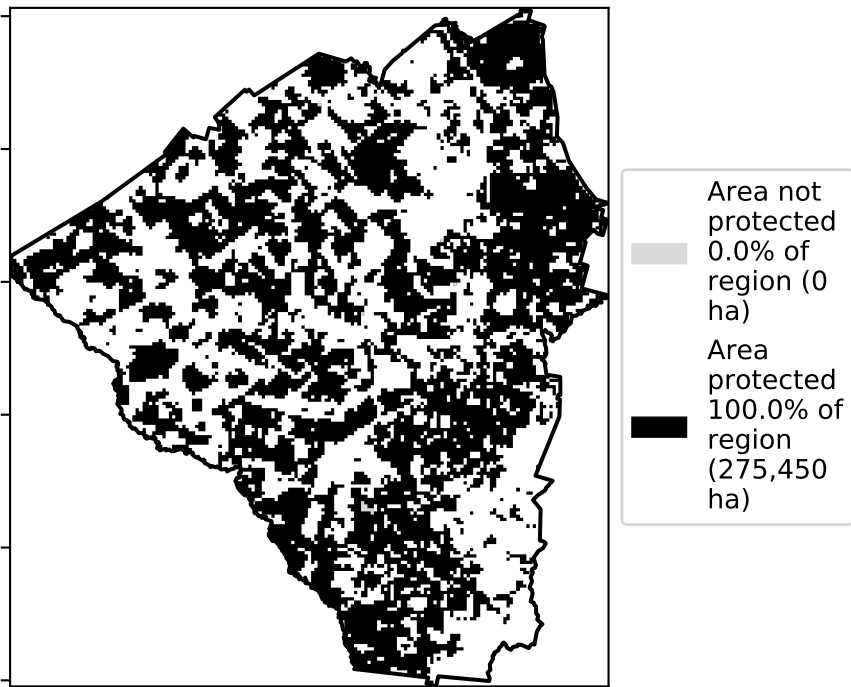 Area not
protected
0.0% of
region (0
ha)
Area
protected
100.0% of
region
(275,450
ha)